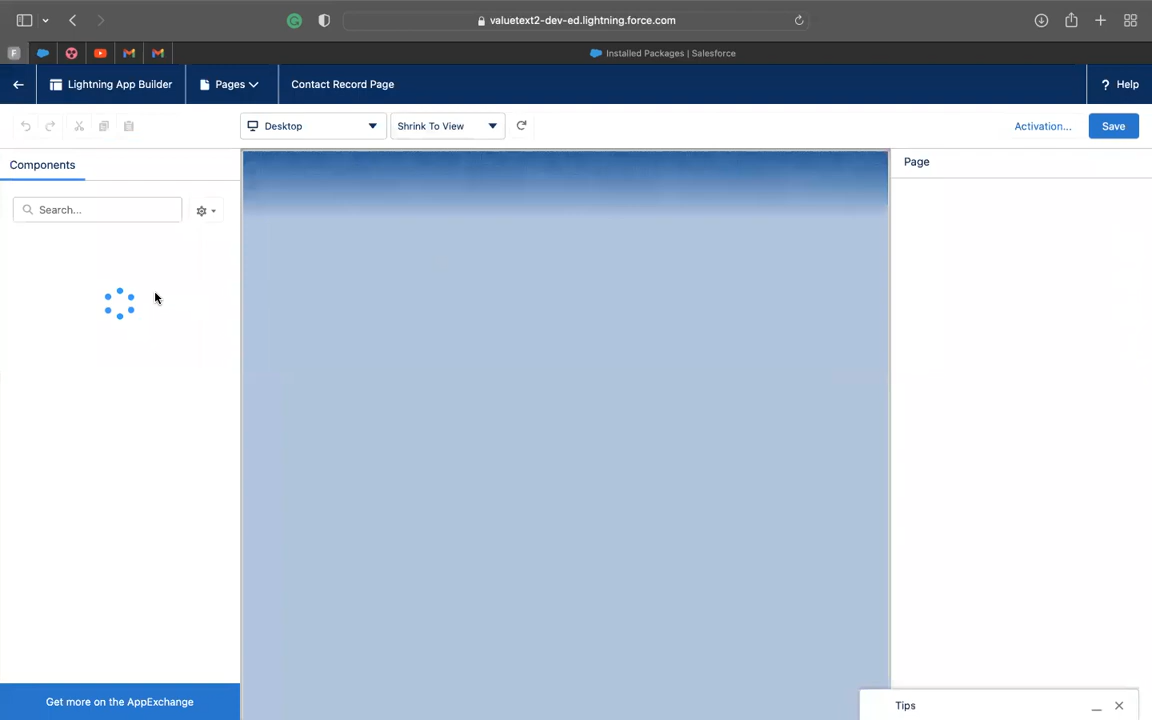 valuetext2-dev-ed.lightning.force.com
F
Installed Packages | Salesforce
Lightning App Builder
Pages
Contact Record Page
? Help
Desktop
Shrink To View
Activation...
Save
Components
Page
Search...
Get more on the AppExchange
Tips